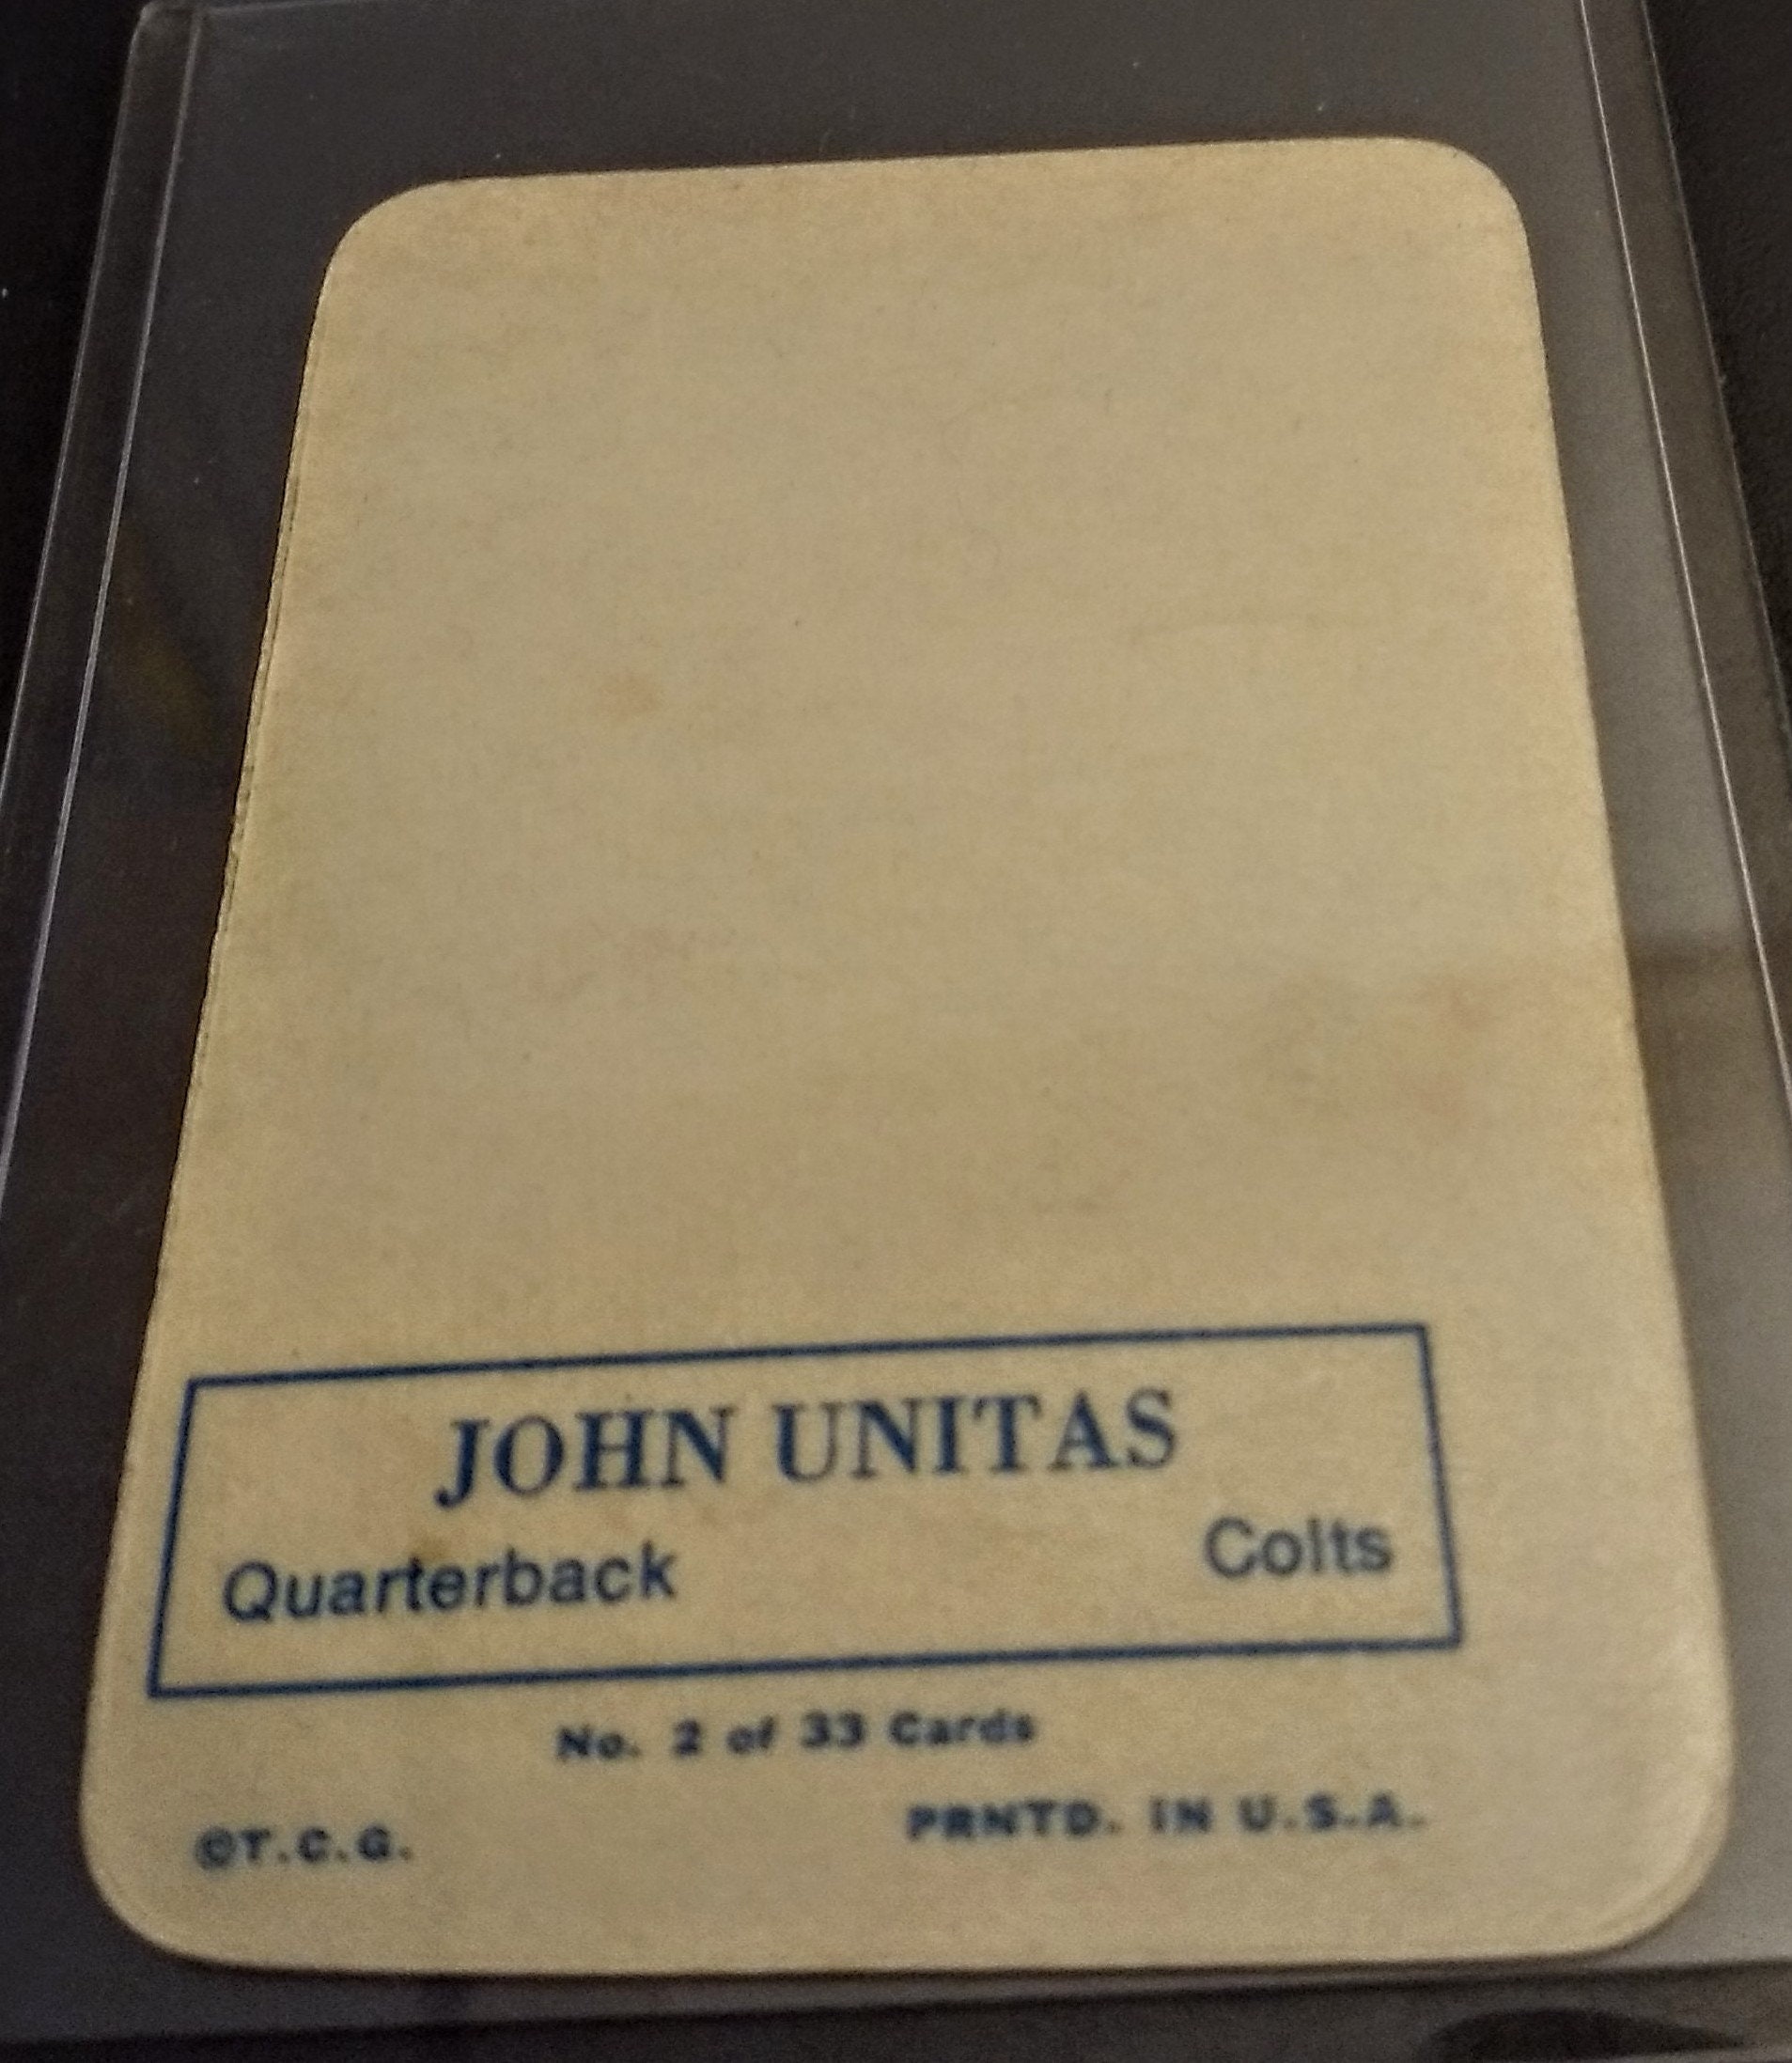 JOHN UNITAS
Quarterback Colts
No. 2 of 33 Cards
©T.C.G. PRNTD. IN U.S.A.